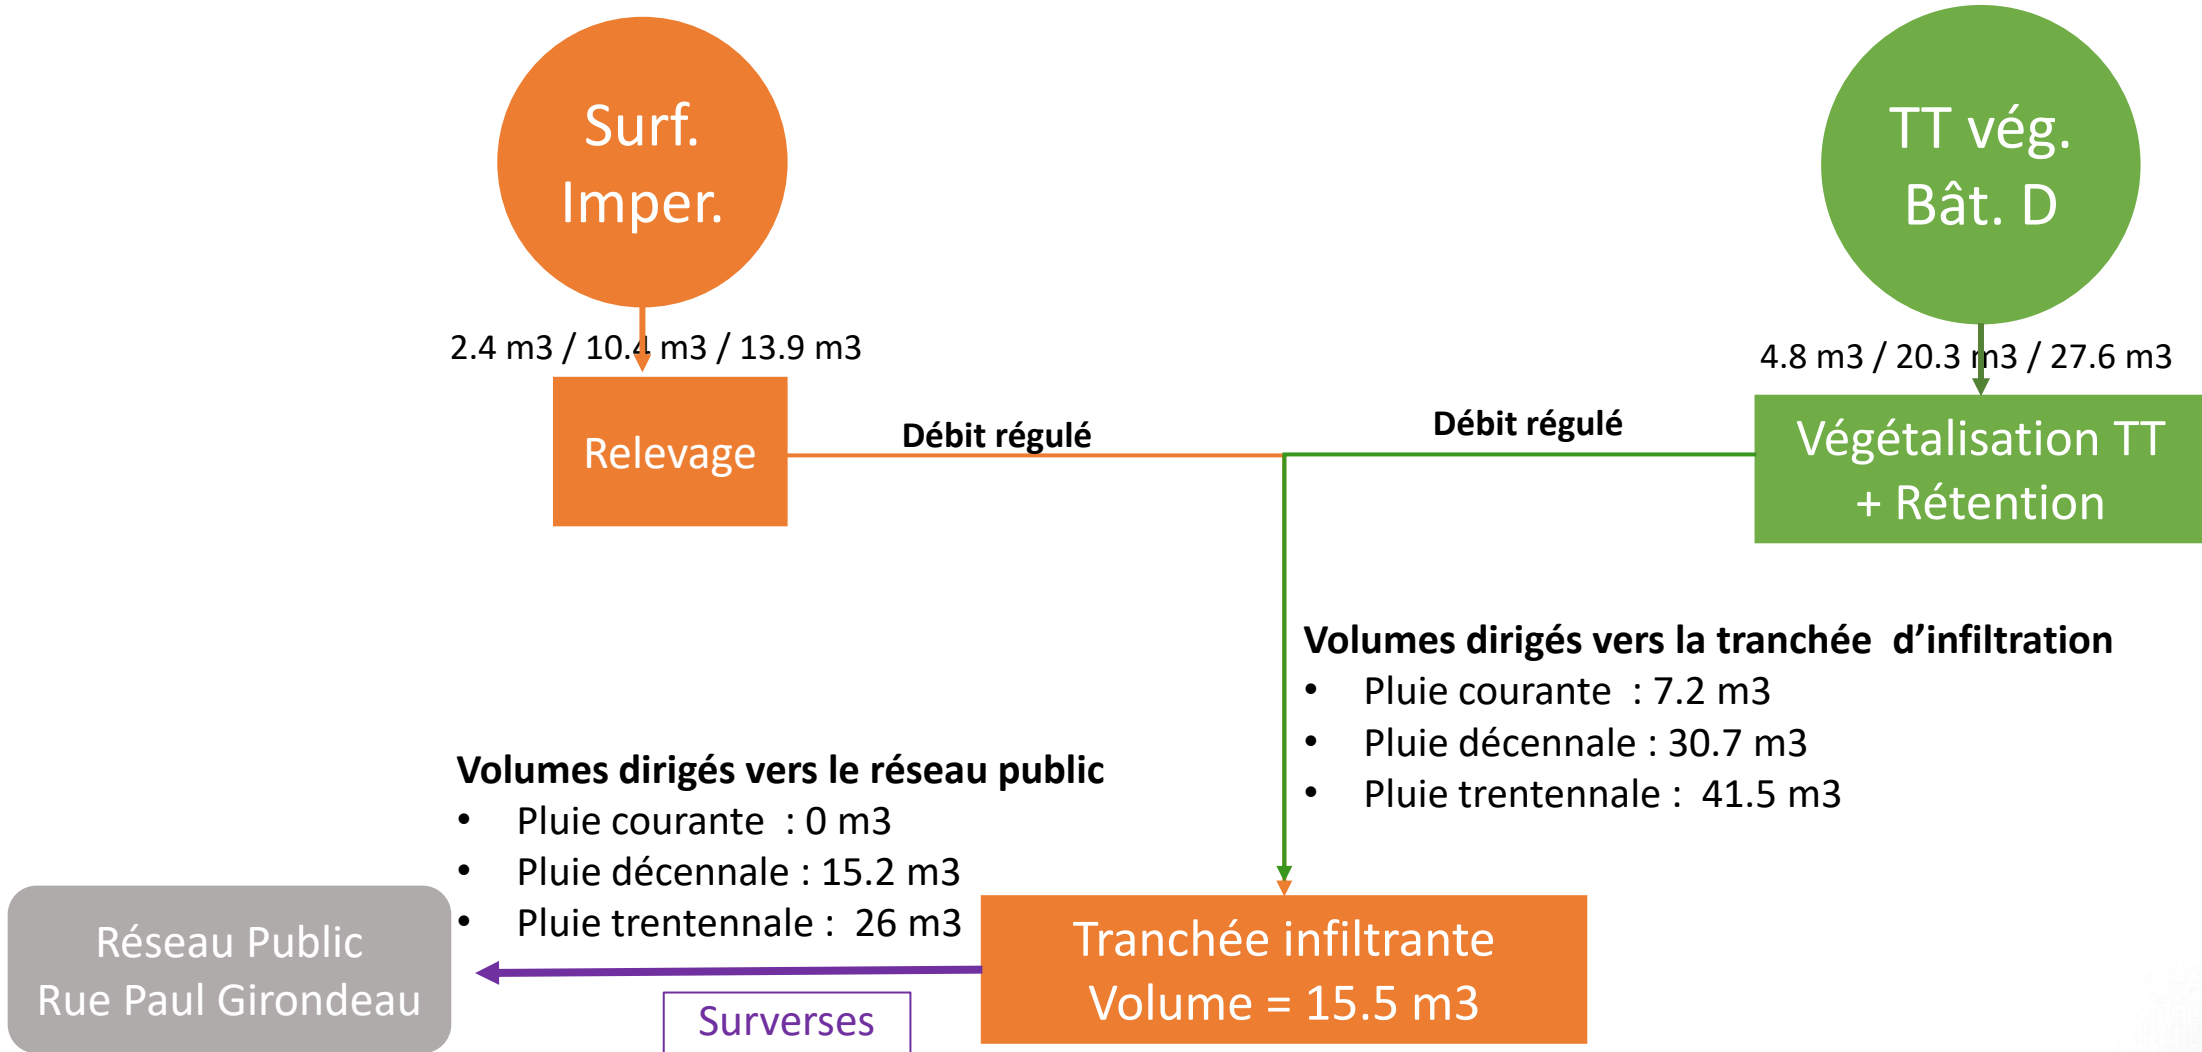 Surf.
Imper.
TT vég.
Bât. D
2.4 m3 / 10.4 m3 / 13.9 m3
4.8 m3 / 20.3 m3 / 27.6 m3
Relevage
Débit régulé
Débit régulé
Végétalisation TT
+ Rétention
Volumes dirigés vers la tranchée d’infiltration
• Pluie courante : 7.2 m3
• Pluie décennale : 30.7 m3
• Pluie trentennale : 41.5 m3
Volumes dirigés vers le réseau public
• Pluie courante : 0 m3
• Pluie décennale : 15.2 m3
• Pluie trentennale : 26 m3
Réseau Public
Rue Paul Girondeau
Tranchée infiltrante
Volume = 15.5 m3
Surverses